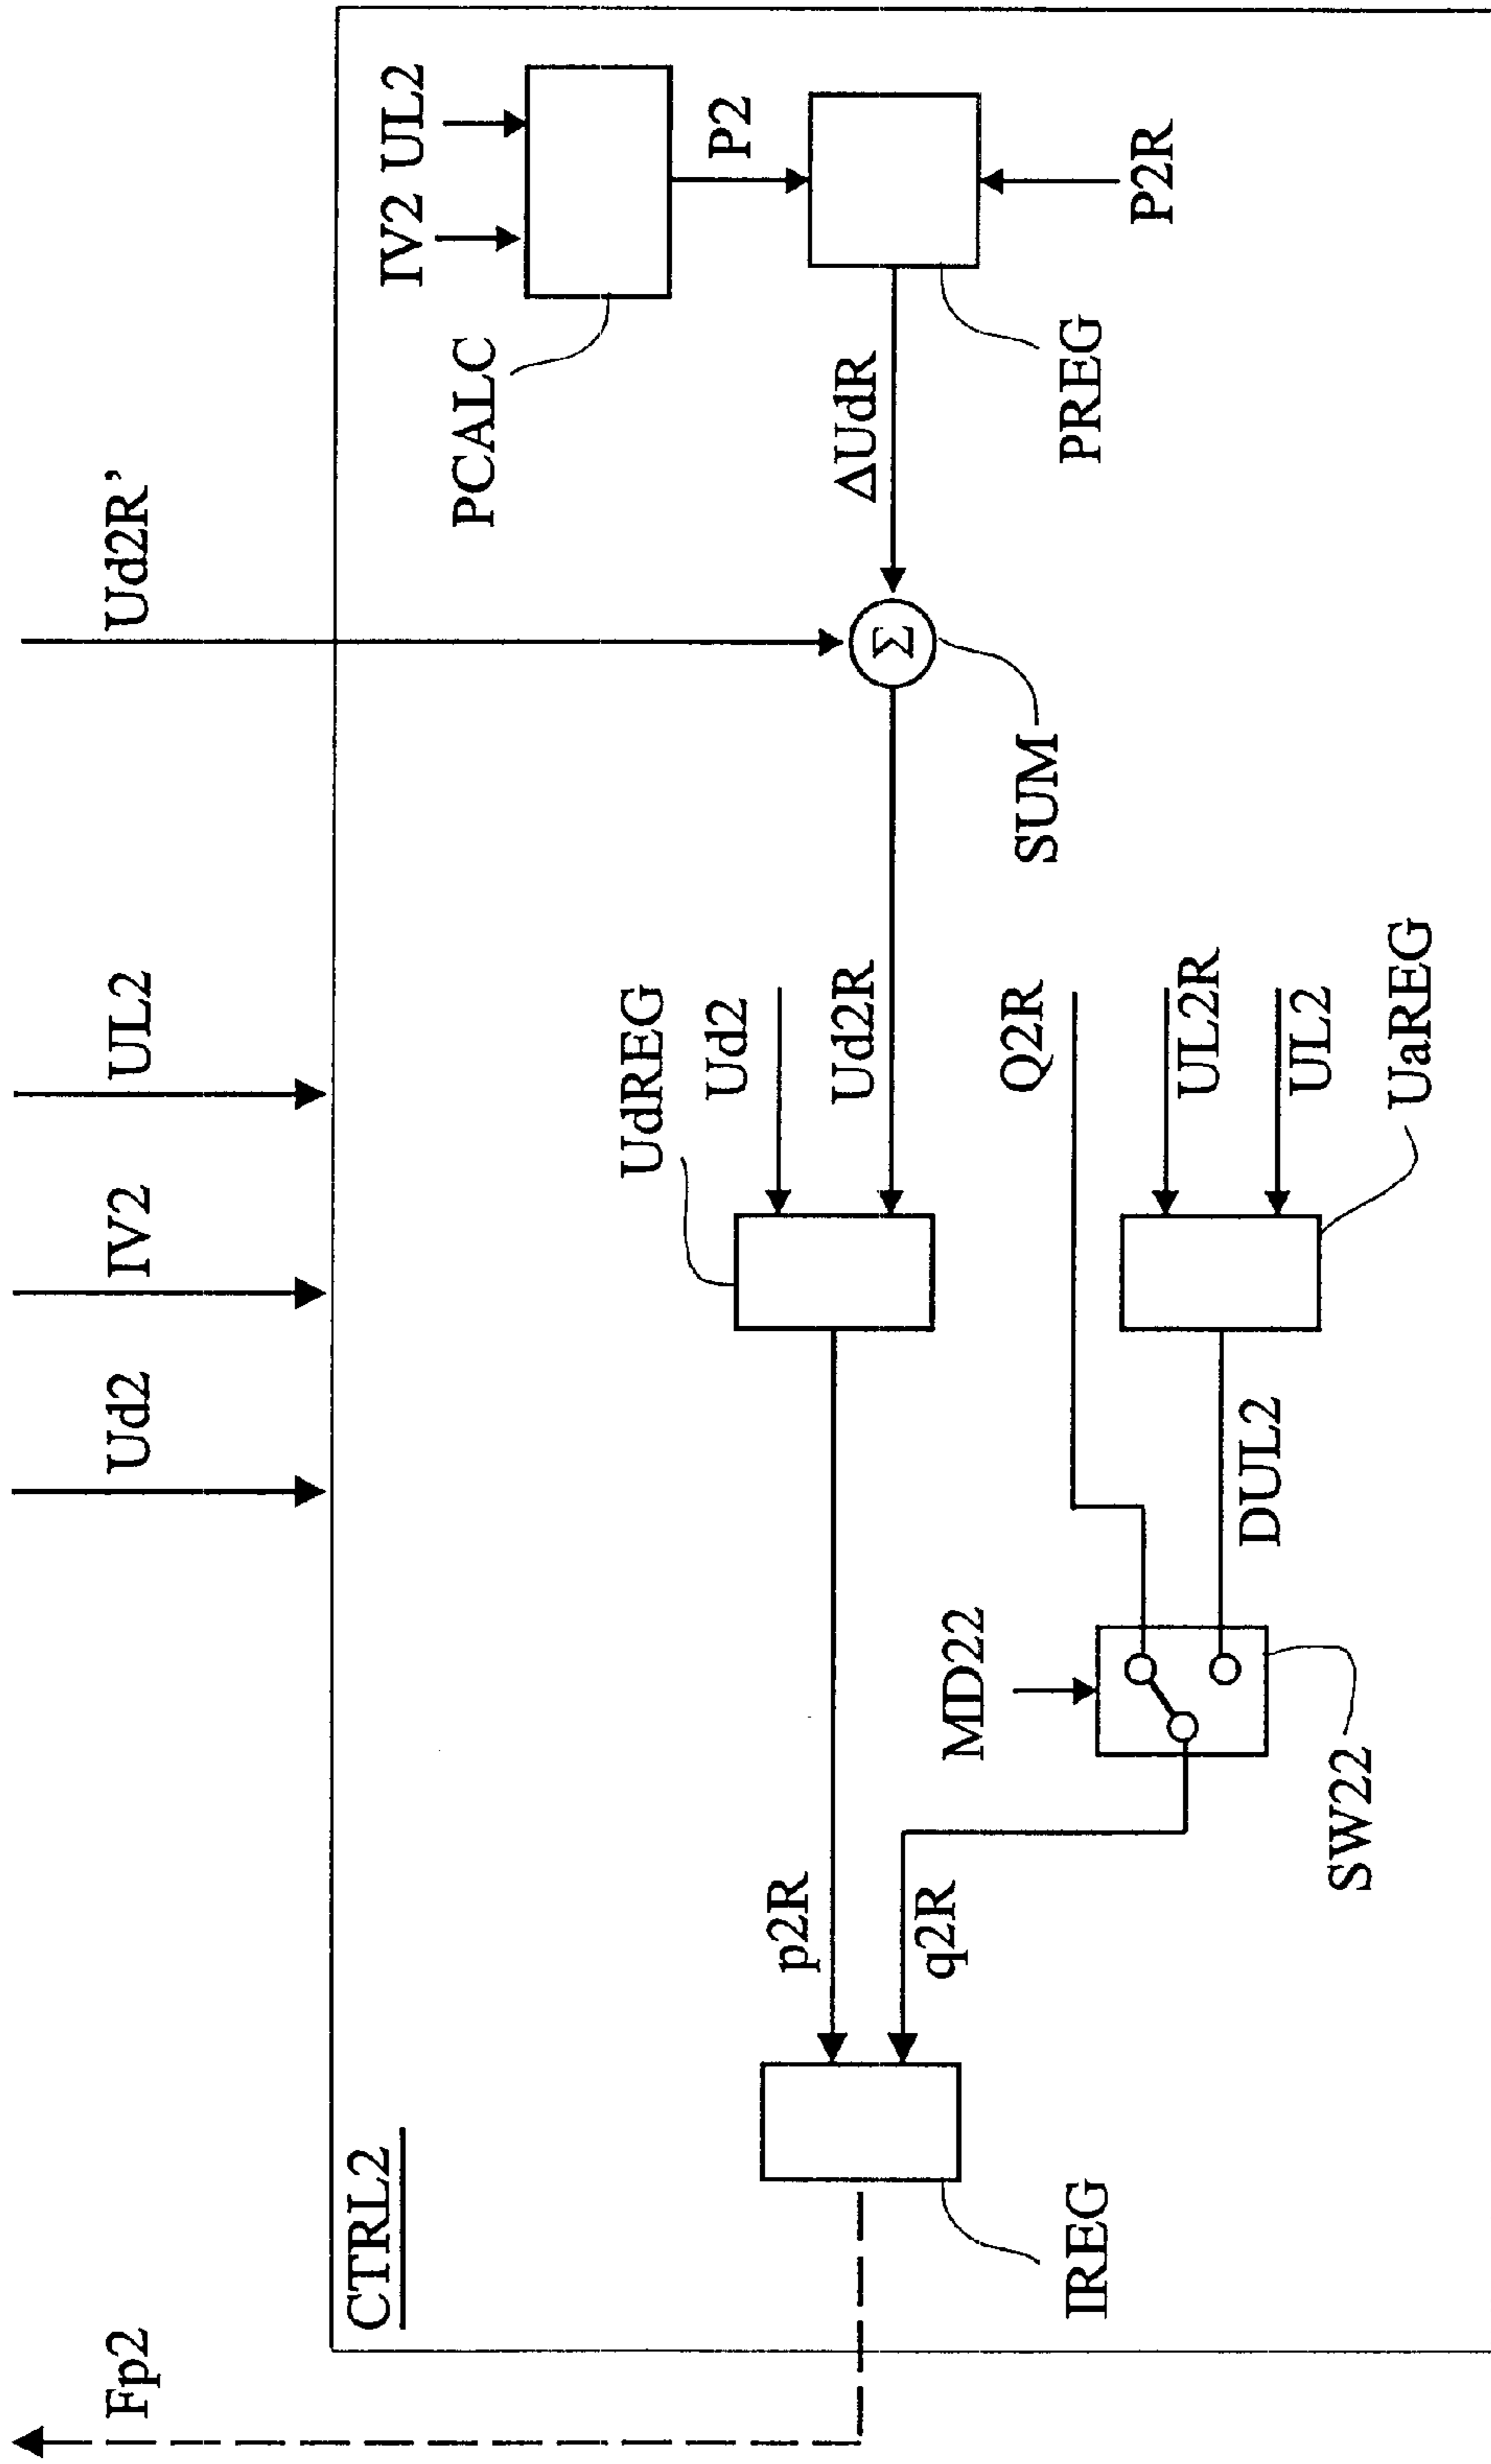 Fp2
Ud2
IV2
UL2
Ud2R’
CTRL2
IV2
UL2
PCALC
P2
UdREG
Ud2
p2R
Ud2R
ΔUdR
Σ
q2R
MD22
Q2R
SUM
PREG
P2R
IREG
UL2R
DUL2
UL2
SW22
UaREG